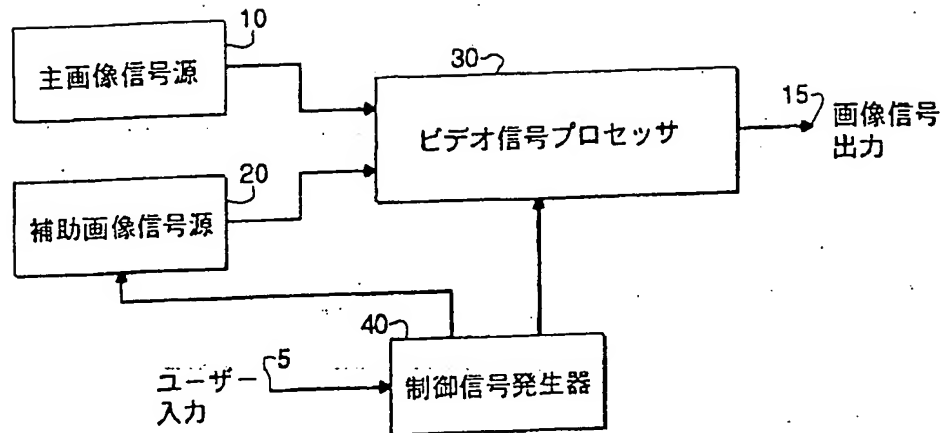 10
主画像信号源
30
ビデオ信号プロセッサ
15
画像信号
出力
20
補助画像信号源
40
制御信号発生器
5
ユーザー
入力